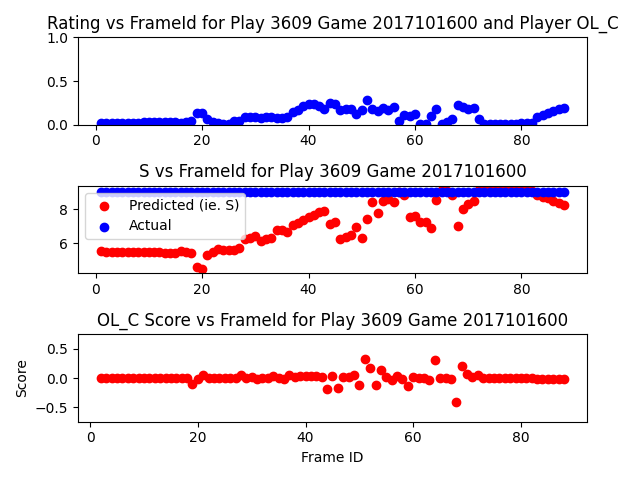 Rating vs FrameId for Play 3609 Game 2017101600 and Player OL_C
1.0
0.5
0.0
0 20 40 60 80
S vs FrameId for Play 3609 Game 2017101600
8
6
Predicted (ie. S)
Actual
0 20 40 60 80
OL_C Score vs FrameId for Play 3609 Game 2017101600
Score
0.5
0.0
−0.5
0 20 40 60 80
Frame ID